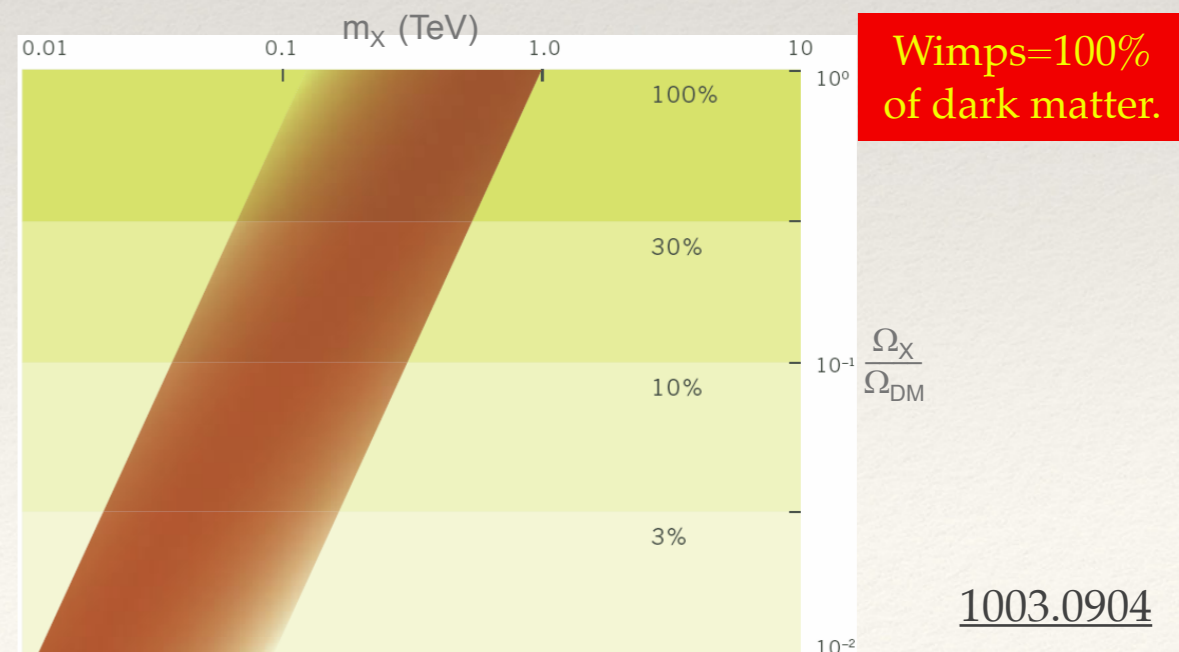 m_X (TeV)
0.01 0.1 1.0 10
Wimps=100%
of dark matter.
100%
10⁰
30%
10⁻¹
Ω_X
Ω_DM
10%
3%
1003.0904
10⁻²